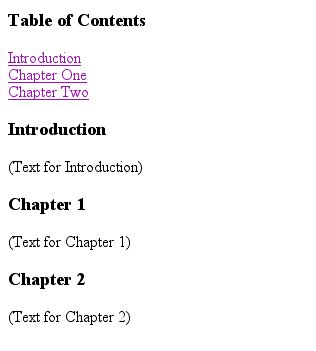 Table of Contents
Introduction
Chapter One
Chapter Two
Introduction
(Text for Introduction)
Chapter 1
(Text for Chapter 1)
Chapter 2
(Text for Chapter 2)